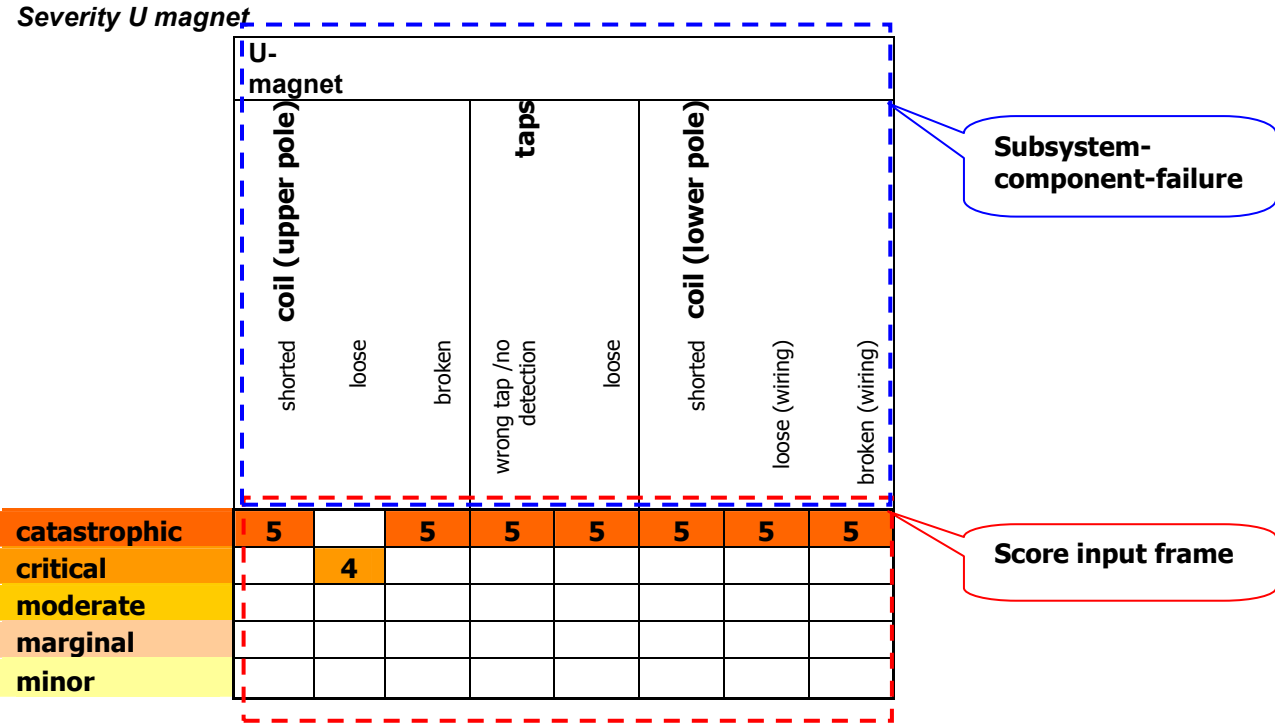 Severity U magnet
U-
magnet
coil (upper pole)
taps
coil (lower pole)
shorted
loose
broken
wrong tap /no
detection
loose
shorted
loose (wiring)
broken (wiring)
Subsystem-
component-failure
catastrophic 5 5 5 5 5 5 5
critical 4
moderate
marginal
minor
Score input frame